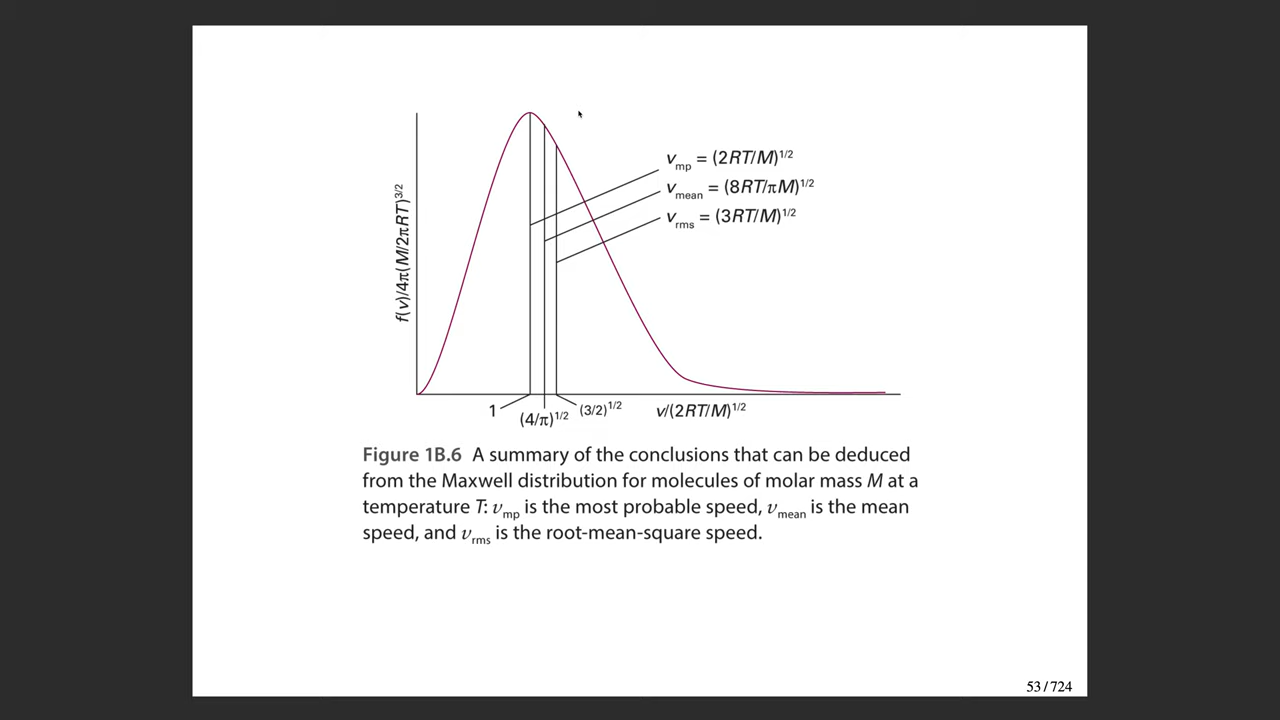 f(v)/4π(M/2πRT)^3/2
v_mp = (2RT/M)^1/2
v_mean = (8RT/πM)^1/2
v_rms = (3RT/M)^1/2
1
(4/π)^1/2
(3/2)^1/2
v/(2RT/M)^1/2
Figure 1B.6 A summary of the conclusions that can be deduced
from the Maxwell distribution for molecules of molar mass M at a
temperature T: v_mp is the most probable speed, v_mean is the mean
speed, and v_rms is the root-mean-square speed.
53 / 724